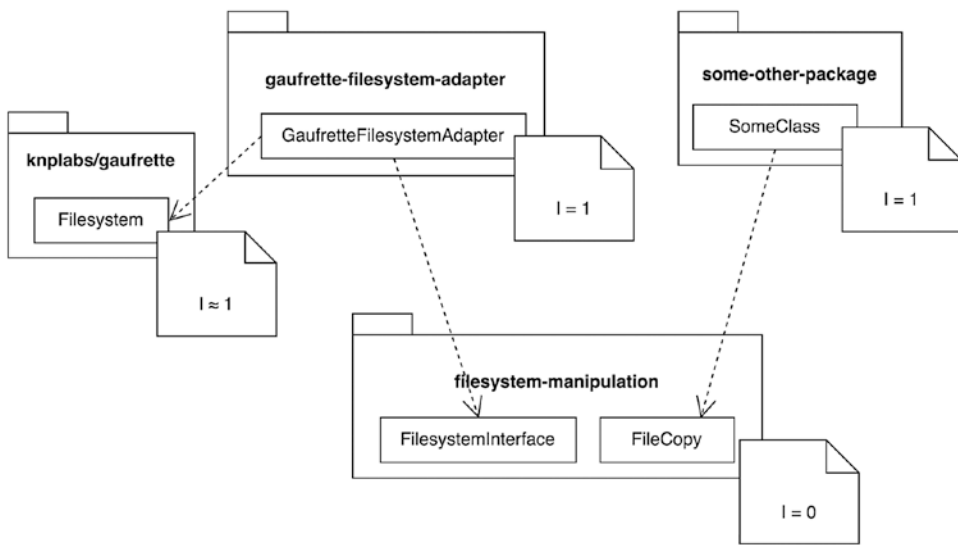 gaufrette-filesystem-adapter
GaufretteFilesystemAdapter
I = 1
some-other-package
SomeClass
I = 1
knplabs/gaufrette
Filesystem
I ≈ 1
filesystem-manipulation
FilesystemInterface
FileCopy
I = 0